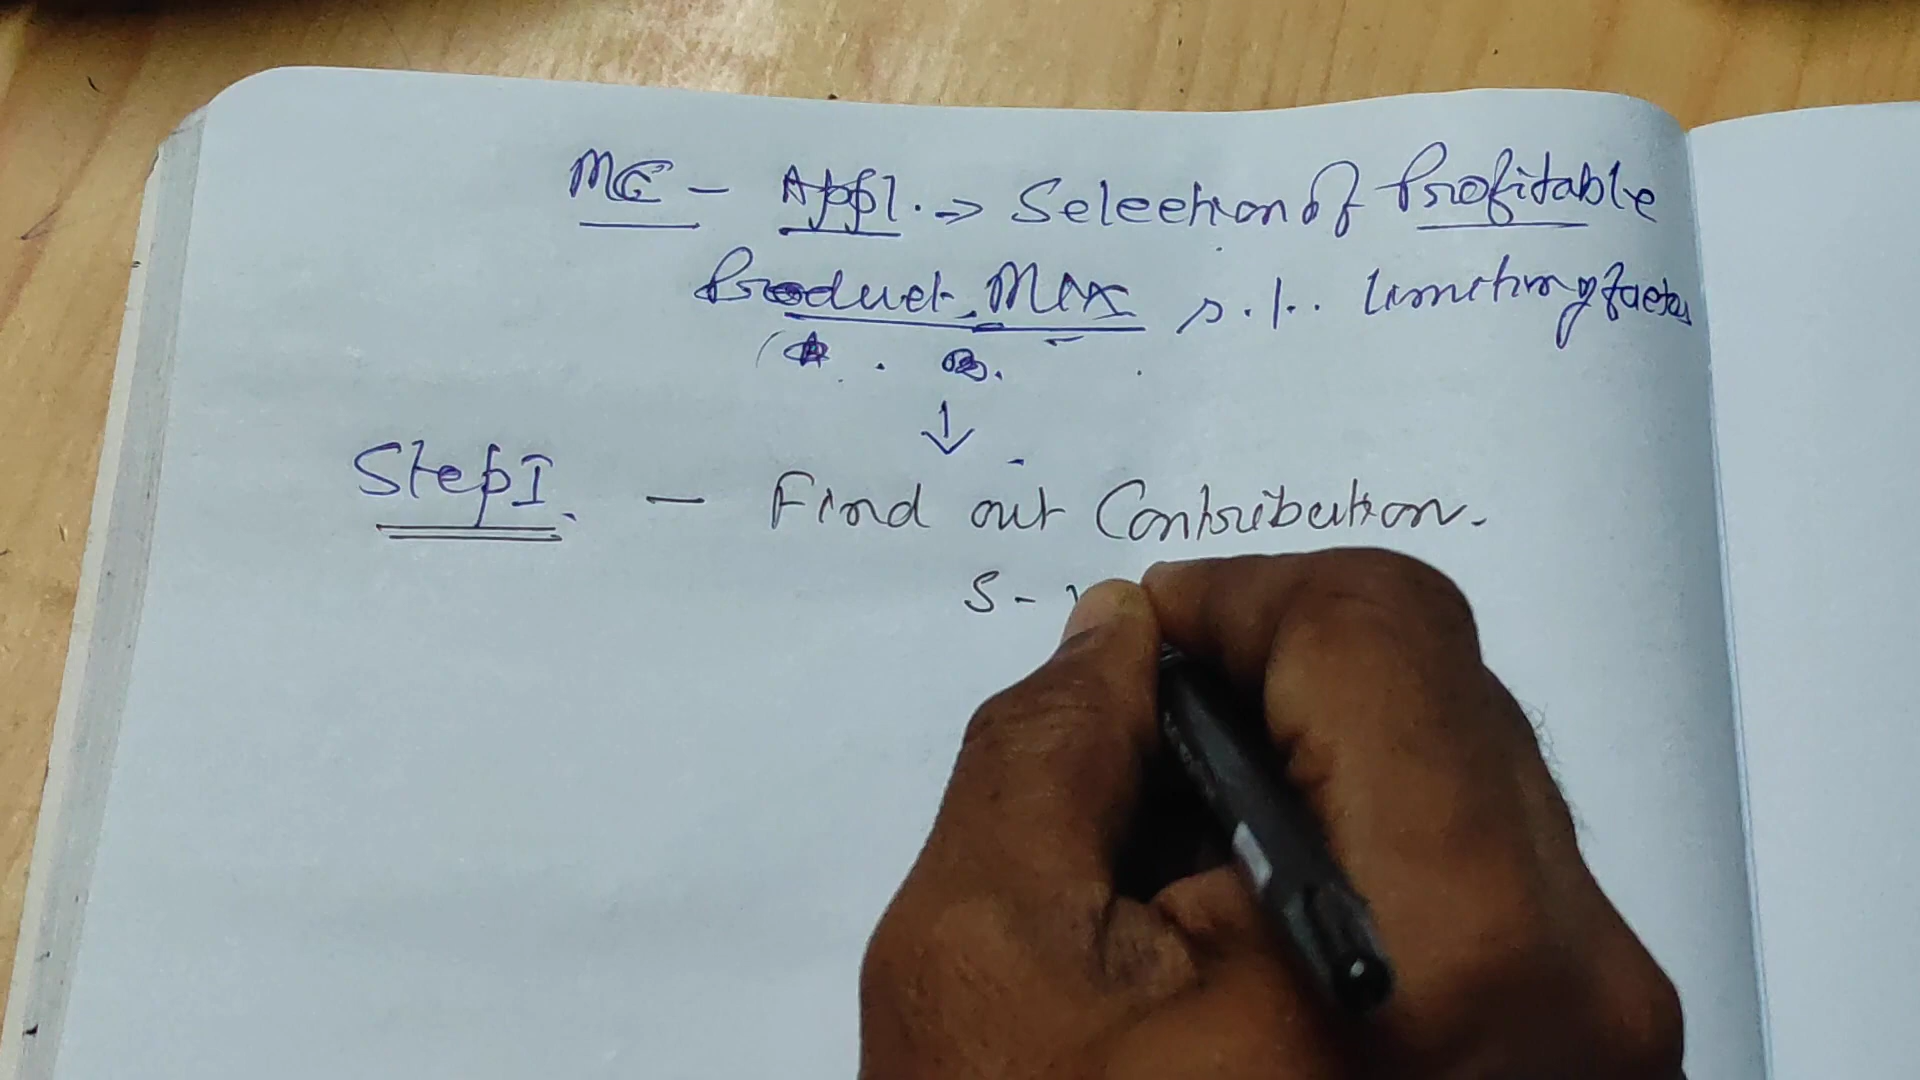 MC - Appl. → Selection of Profitable
Product Mix s.t. limiting factor
(A . B.
↓
Step I. - Find out Contribution.
S -